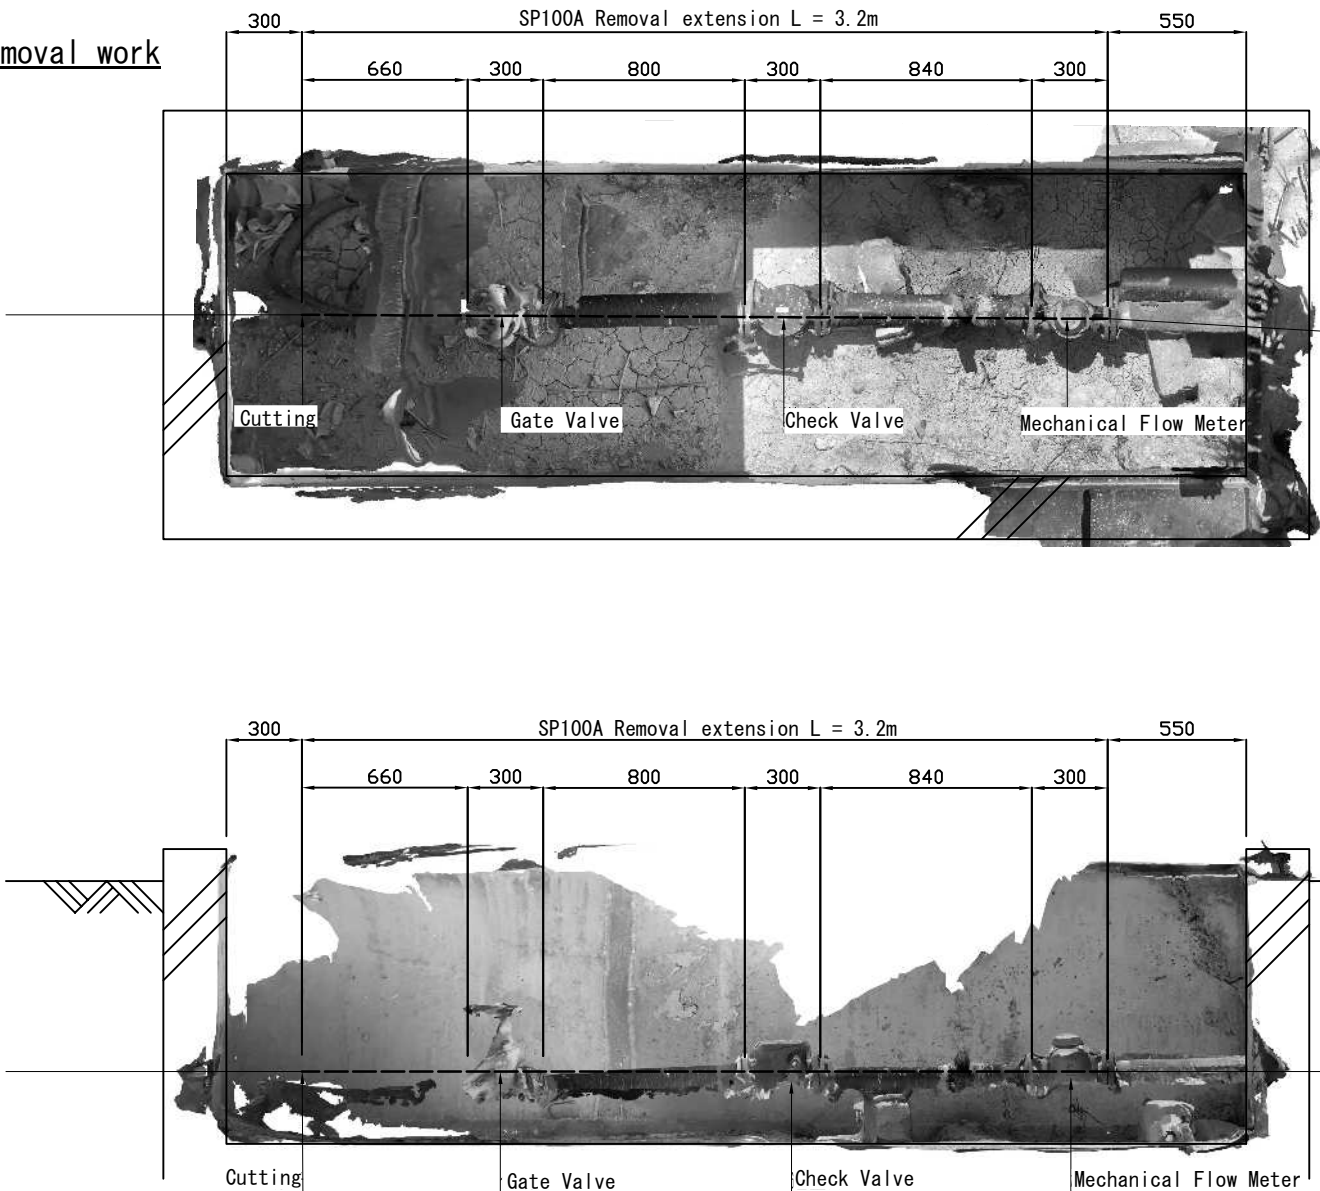 300 SP100A Removal extension L = 3.2m 550
moval work
660 300 800 300 840 300
Cutting Gate Valve Check Valve Mechanical Flow Meter
300 SP100A Removal extension L = 3.2m 550
660 300 800 300 840 300
Cutting Gate Valve Check Valve Mechanical Flow Meter